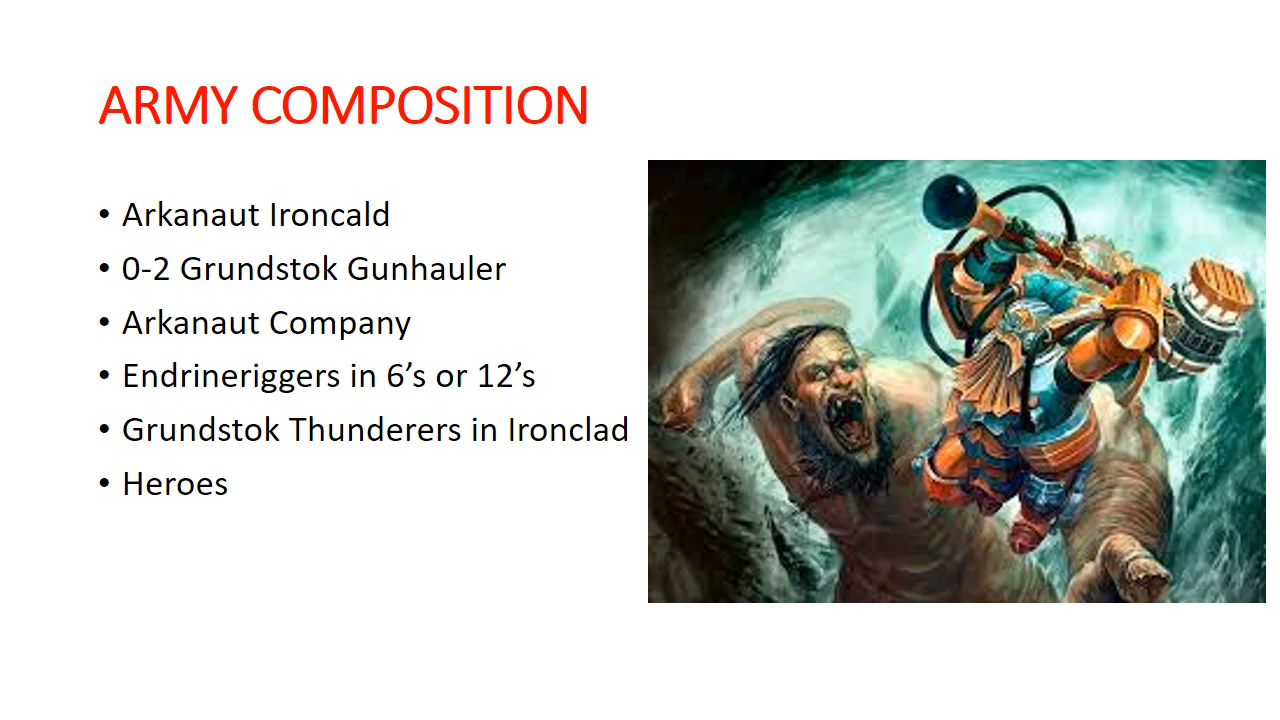 ARMY COMPOSITION
• Arkanaut Ironcald
• 0-2 Grundstok Gunhauler
• Arkanaut Company
• Endrineriggers in 6’s or 12’s
• Grundstok Thunderers in Ironclad
• Heroes